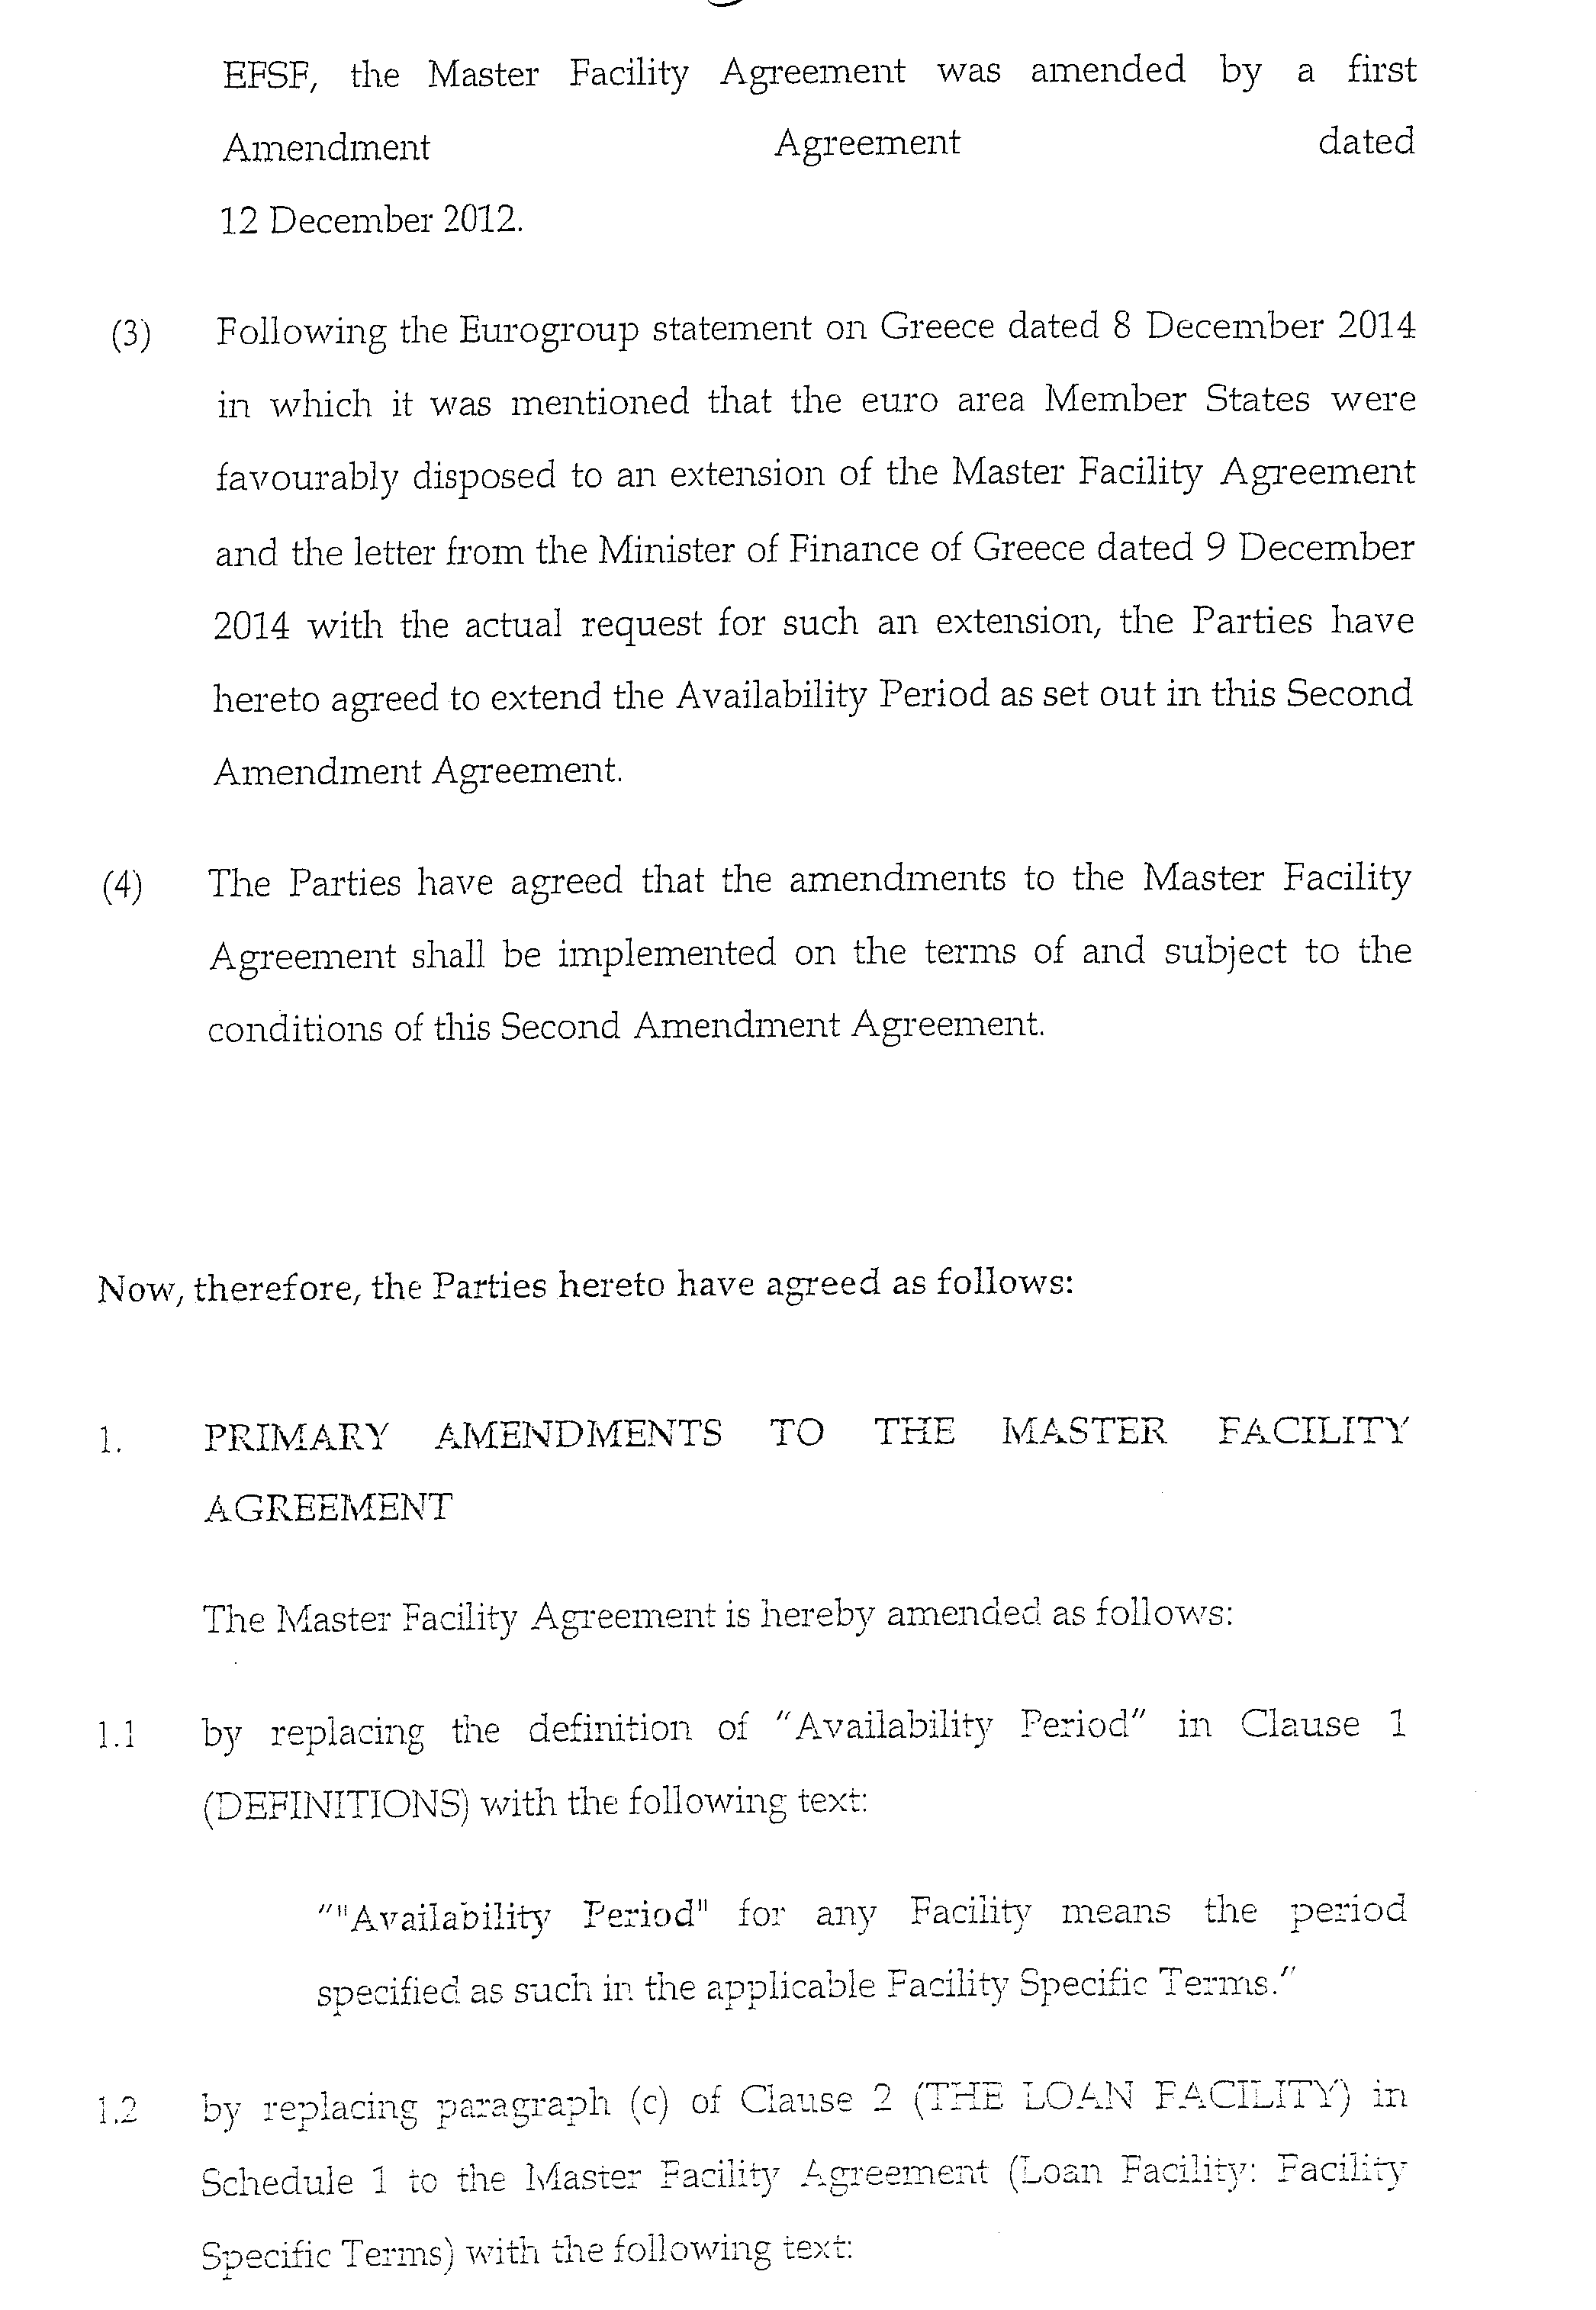 EFSF, the Master Facility Agreement was amended by a first
Amendment Agreement dated
12 December 2012.
(3) Following the Eurogroup statement on Greece dated 8 December 2014
in which it was mentioned that the euro area Member States were
favourably disposed to an extension of the Master Facility Agreement
and the letter from the Minister of Finance of Greece dated 9 December
2014 with the actual request for such an extension, the Parties have
hereto agreed to extend the Availability Period as set out in this Second
Amendment Agreement.
(4) The Parties have agreed that the amendments to the Master Facility
Agreement shall be implemented on the terms of and subject to the
conditions of this Second Amendment Agreement.
Now, therefore, the Parties hereto have agreed as follows:
1. PRIMARY AMENDMENTS TO THE MASTER FACILITY
AGREEMENT
The Master Facility Agreement is hereby amended as follows:
1.1 by replacing the definition of "Availability Period" in Clause 1
(DEFINITIONS) with the following text:
“"Availability Period" for any Facility means the period
specified as such in the applicable Facility Specific Terms.”
1.2 by replacing paragraph (c) of Clause 2 (THE LOAN FACILITY) in
Schedule 1 to the Master Facility Agreement (Loan Facility: Facility
Specific Terms) with the following text: